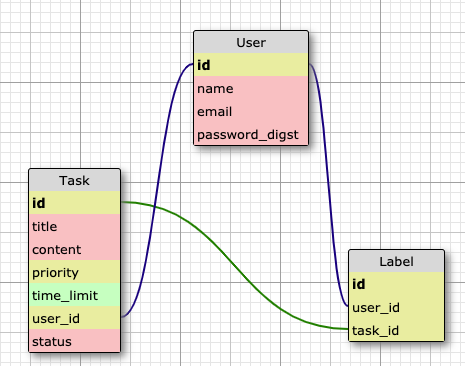 User
id
name
email
password_digst
Task
id
title
content
priority
time_limit
user_id
status
Label
id
user_id
task_id